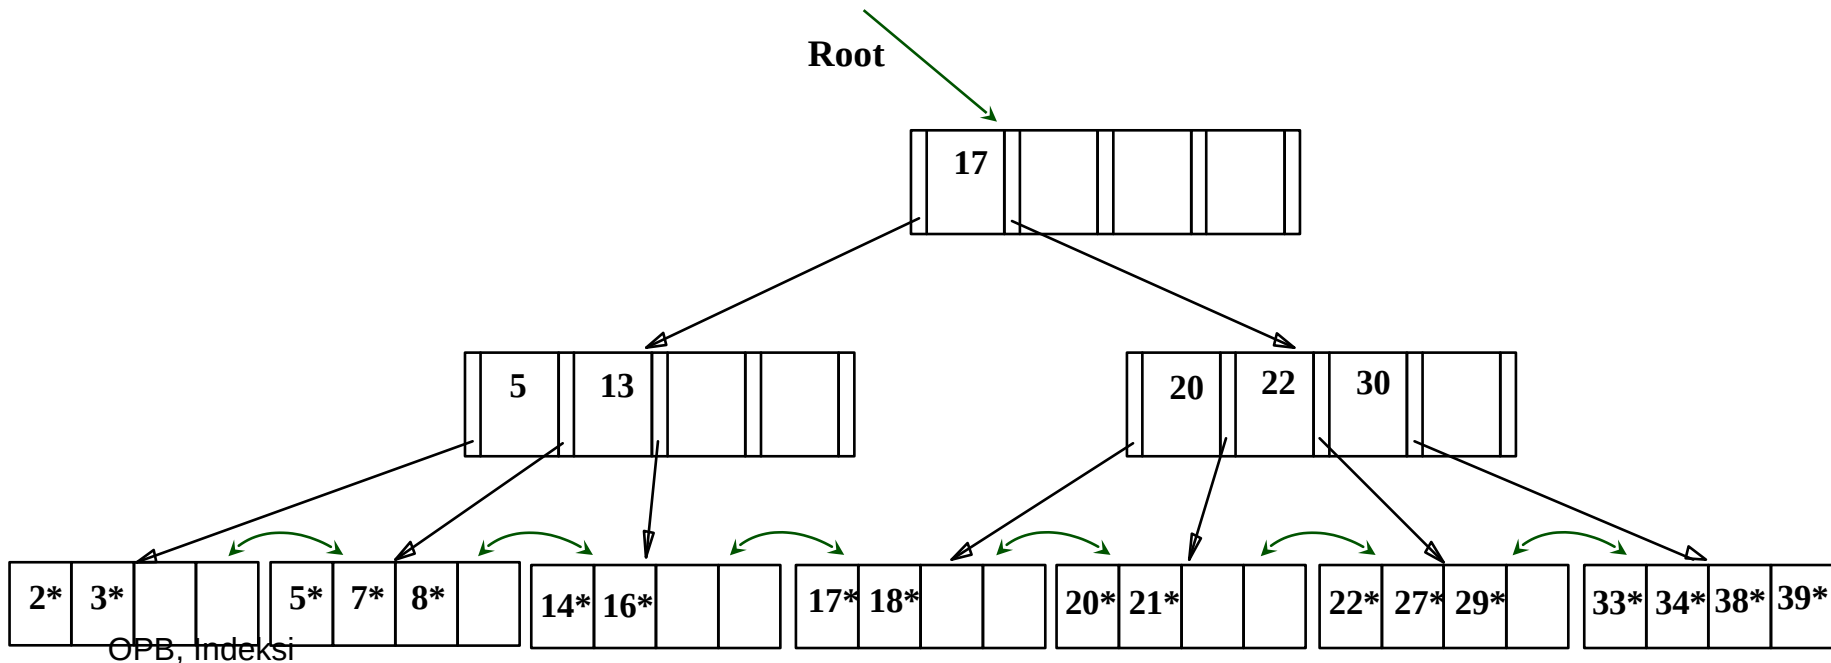 Root
17
5 13
20 22 30
2* 3*
5* 7* 8*
14* 16*
17* 18*
20* 21*
22* 27* 29*
33* 34* 38* 39*
OPB, Indeksi